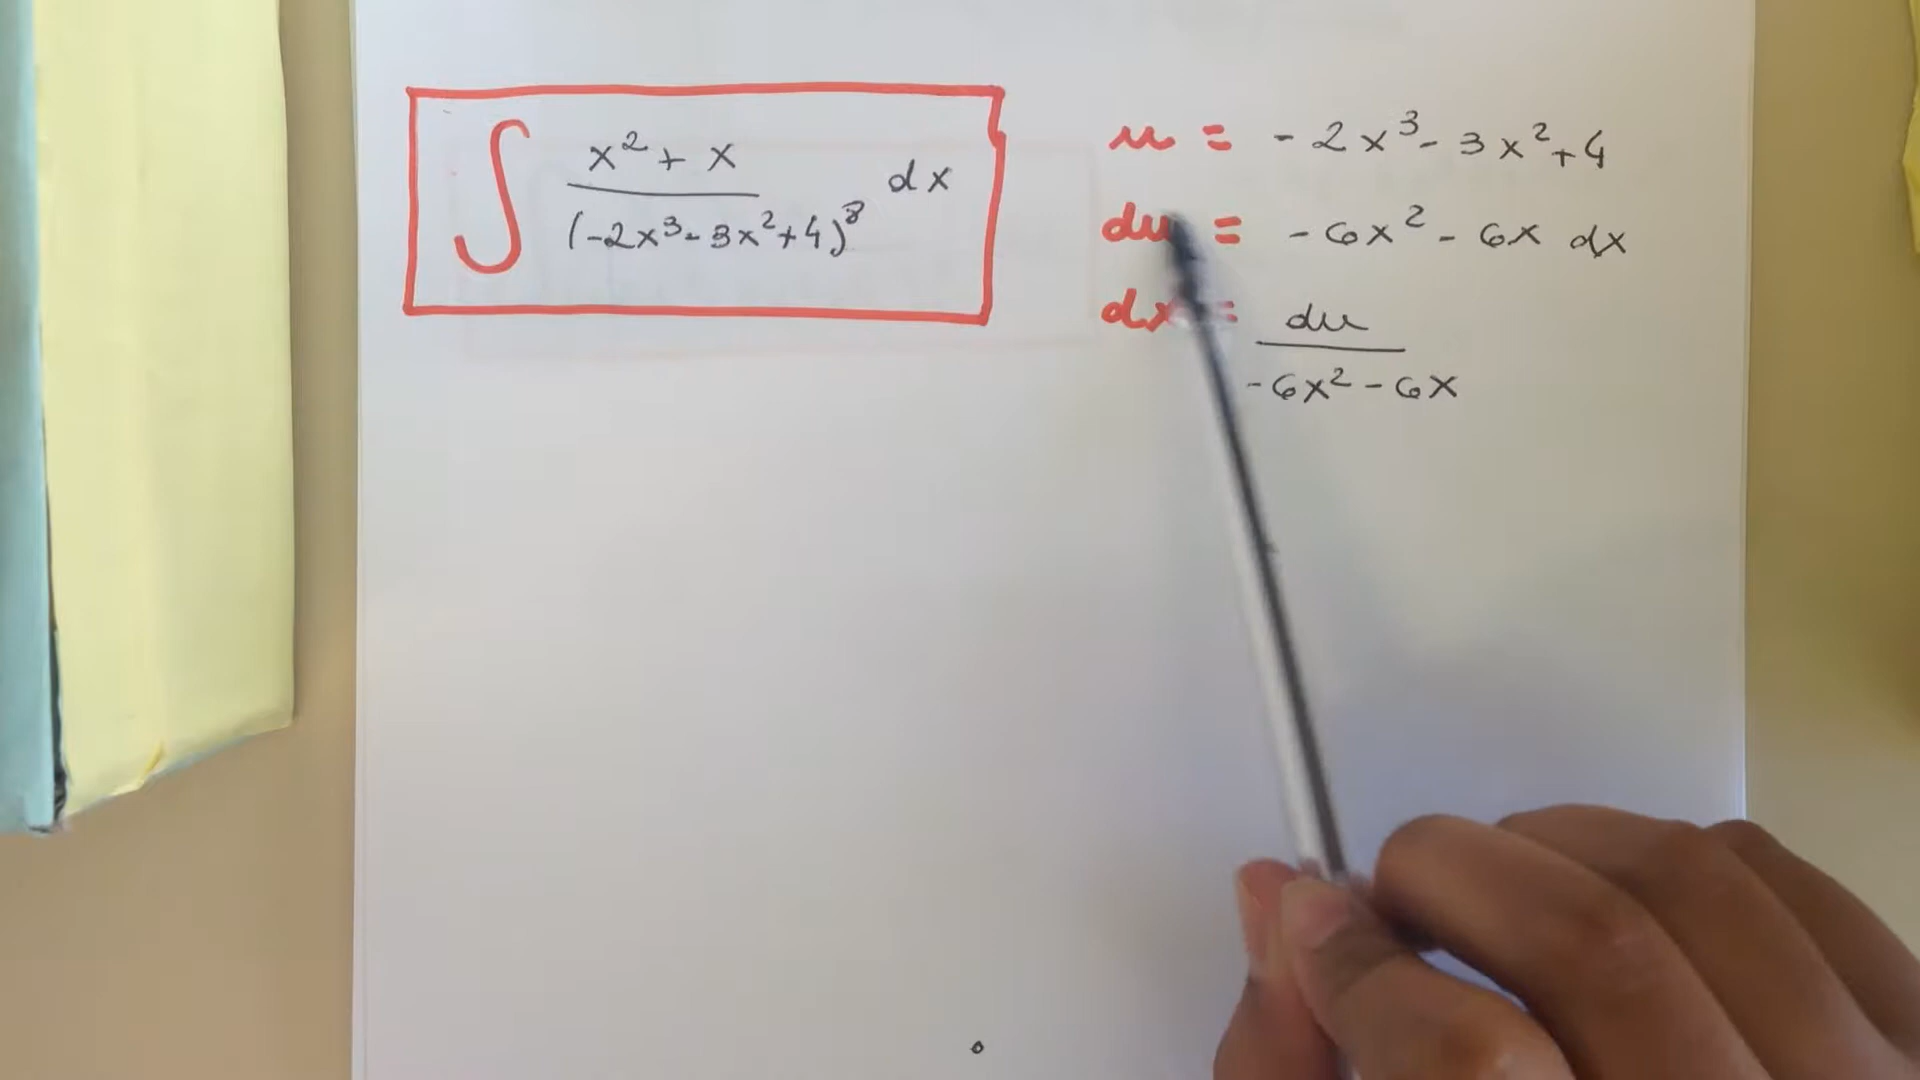 ∫ x² + x / (-2x³ - 3x² + 4)⁸ dx
u = -2x³ - 3x² + 4
du = -6x² - 6x dx
dx = du / -6x² - 6x